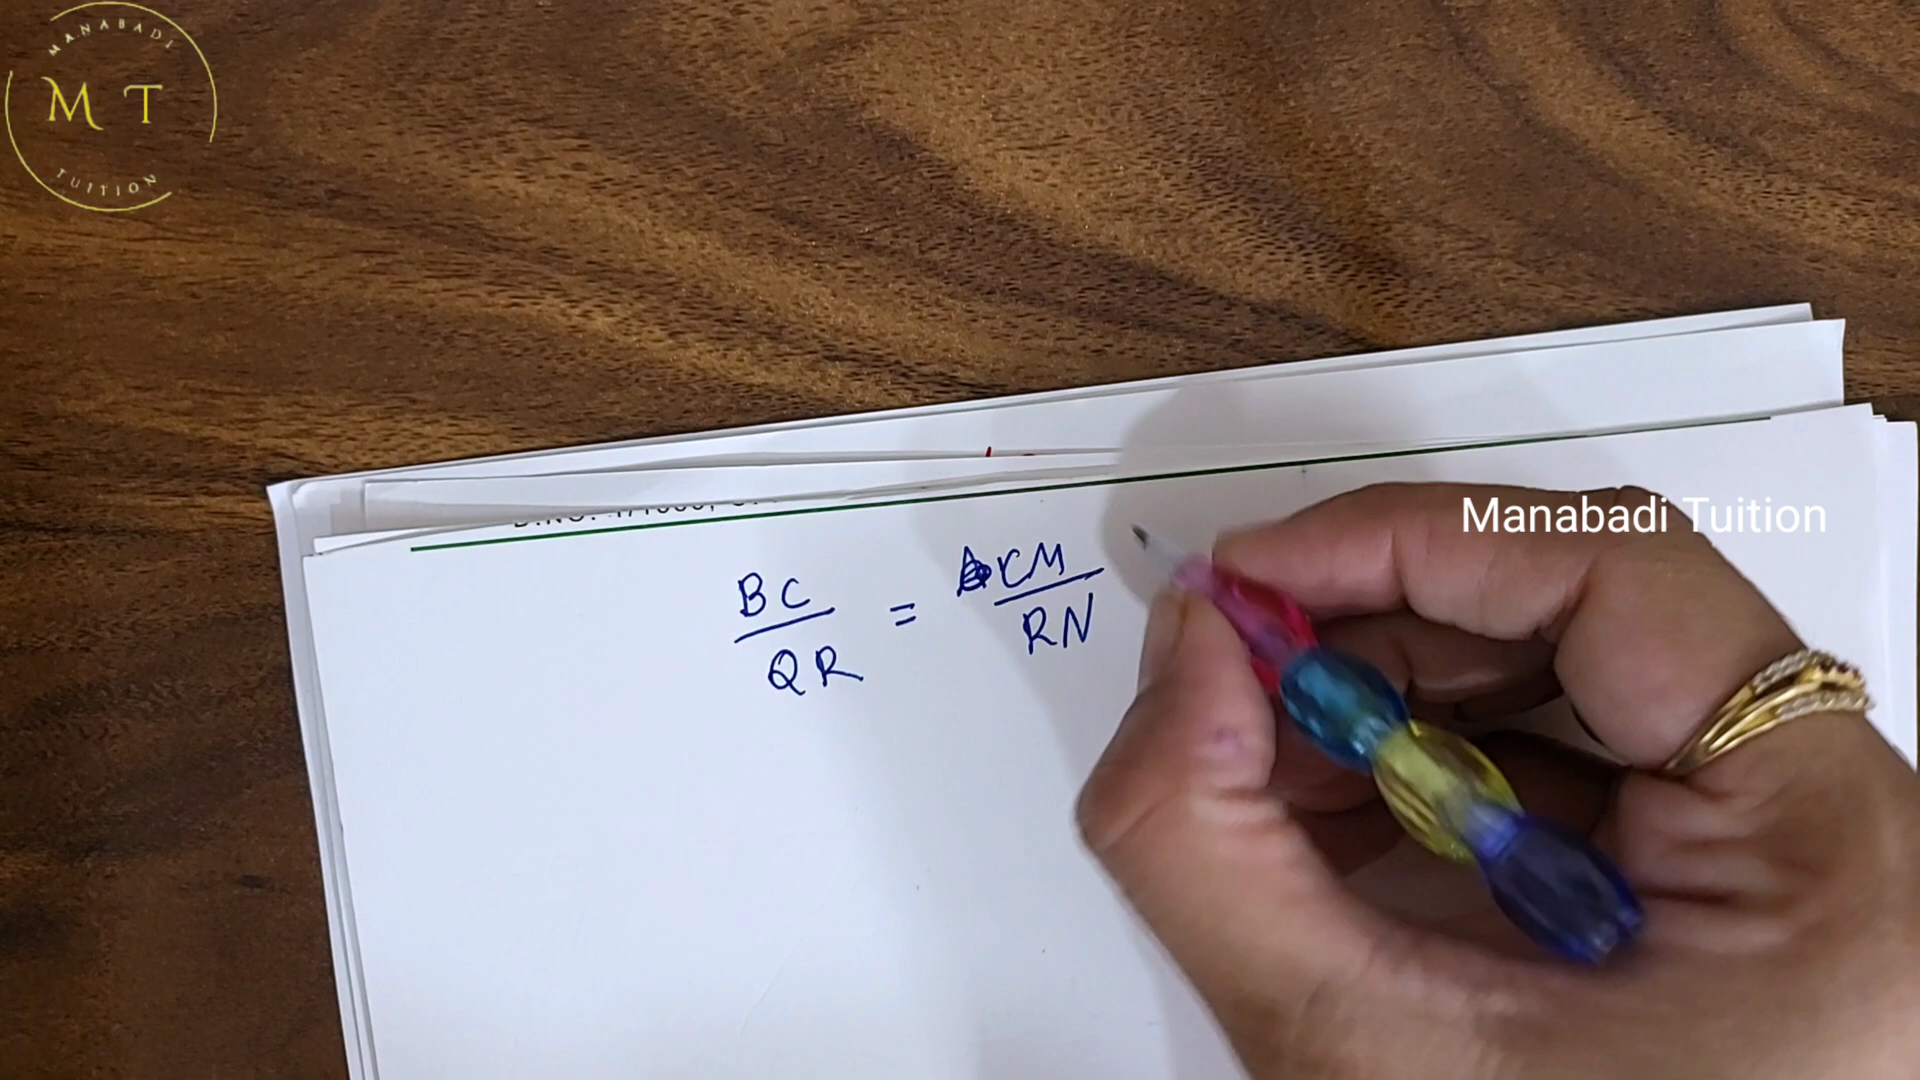 MANABADI
M T
TUITION
Manabadi Tuition
BC = CM
QR RN